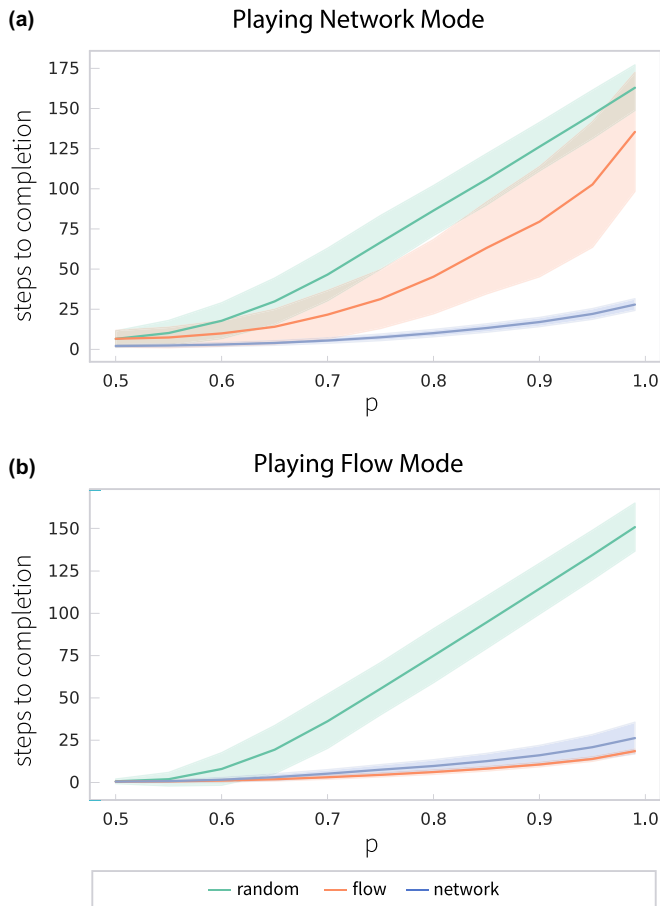 (a)
Playing Network Mode
175
150
125
100
75
50
25
0
steps to completion
0.5 0.6 0.7 0.8 0.9 1.0
p
(b)
Playing Flow Mode
150
125
100
75
50
25
0
steps to completion
0.5 0.6 0.7 0.8 0.9 1.0
p
random flow network